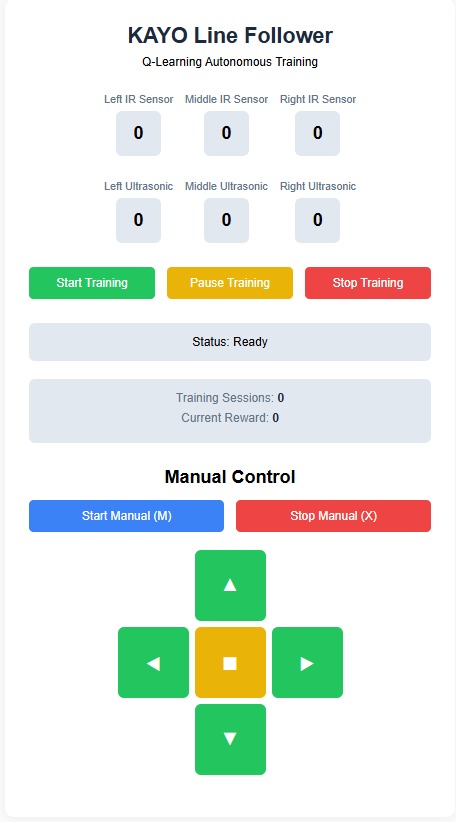 KAYO Line Follower
Q-Learning Autonomous Training
Left IR Sensor Middle IR Sensor Right IR Sensor
0 0 0
Left Ultrasonic Middle Ultrasonic Right Ultrasonic
0 0 0
Start Training Pause Training Stop Training
Status: Ready
Training Sessions: 0
Current Reward: 0
Manual Control
Start Manual (M) Stop Manual (X)
▲
◀ ■ ▶
▼